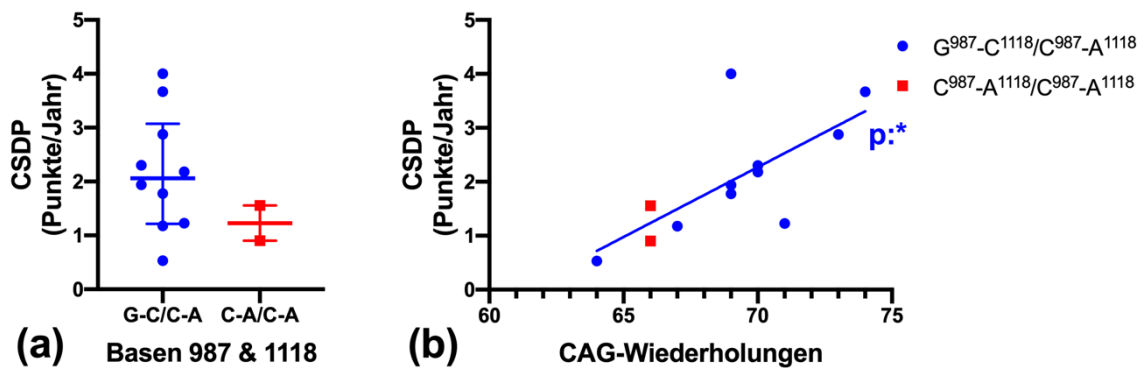 CSDP
(Punkte/Jahr)
5
4
3
2
1
0
G-C/C-A
C-A/C-A
(a)
Basen 987 & 1118
CSDP
(Punkte/Jahr)
5
4
3
2
1
0
60
65
70
75
p:*
(b)
CAG-Wiederholungen
G⁹⁸⁷-C¹¹¹⁸/C⁹⁸⁷-A¹¹¹⁸
C⁹⁸⁷-A¹¹¹⁸/C⁹⁸⁷-A¹¹¹⁸